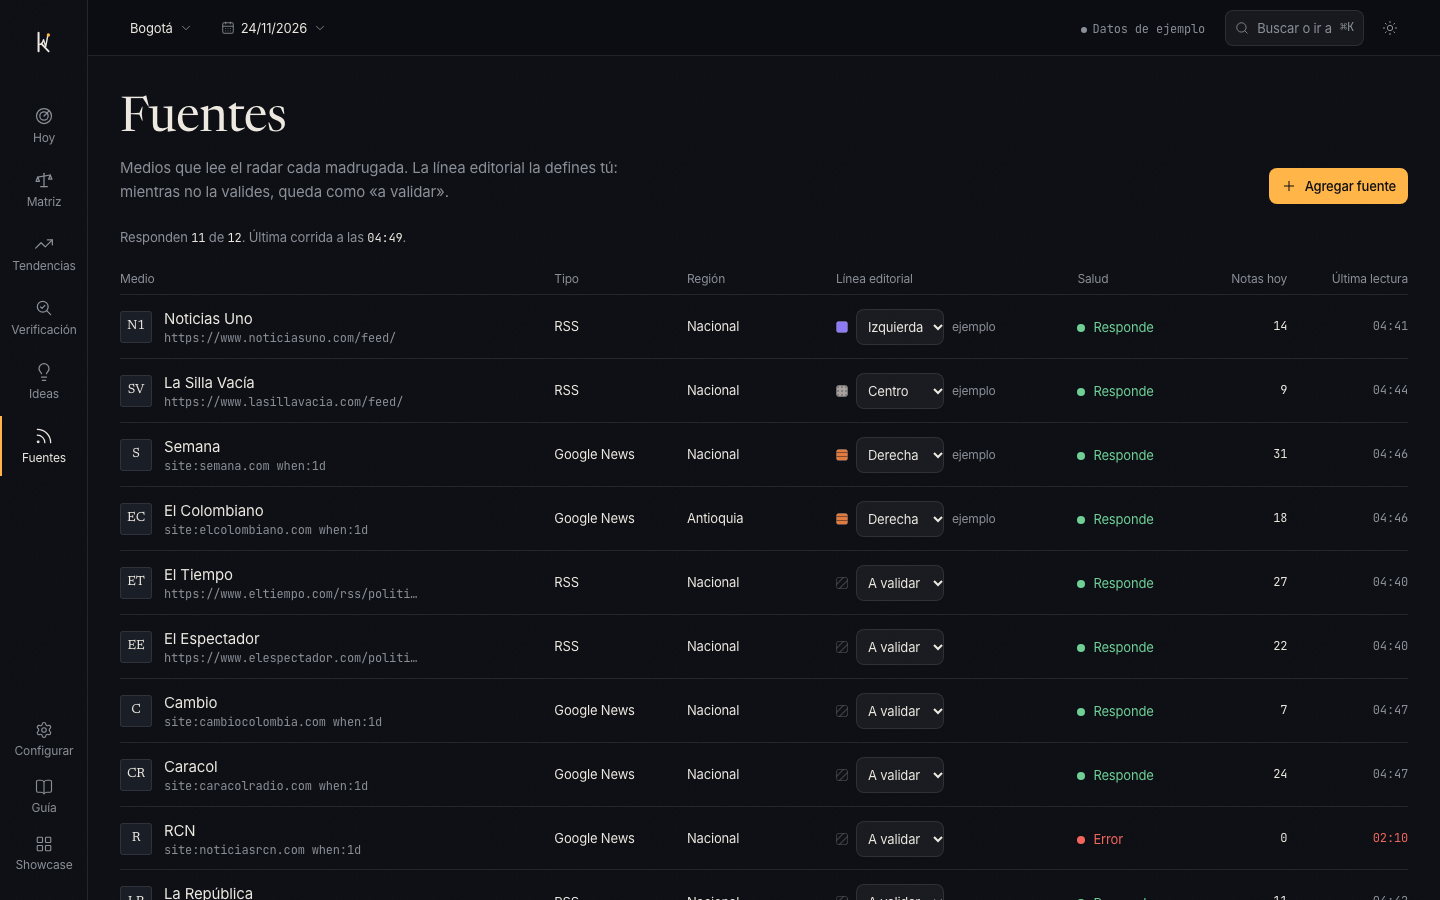 Bogotá
24/11/2026
Datos de ejemplo
Buscar o ir a ⌘K
Hoy
Matriz
Tendencias
Verificación
Ideas
Fuentes
Configurar
Guía
Showcase
Fuentes
Medios que lee el radar cada madrugada. La línea editorial la defines tú:
mientras no la valides, queda como «a validar».
Agregar fuente
Responden 11 de 12. Última corrida a las 04:49.
Medio Tipo Región Línea editorial Salud Notas hoy Última lectura
N1 Noticias Uno RSS Nacional Izquierda ejemplo Responde 14 04:41
https://www.noticiasuno.com/feed/
SV La Silla Vacía RSS Nacional Centro ejemplo Responde 9 04:44
https://www.lasillavacia.com/feed/
S Semana Google News Nacional Derecha ejemplo Responde 31 04:46
site:semana.com when:1d
EC El Colombiano Google News Antioquia Derecha ejemplo Responde 18 04:46
site:elcolombiano.com when:1d
ET El Tiempo RSS Nacional A validar Responde 27 04:40
https://www.eltiempo.com/rss/politi…
EE El Espectador RSS Nacional A validar Responde 22 04:40
https://www.elespectador.com/politi…
C Cambio Google News Nacional A validar Responde 7 04:47
site:cambiocolombia.com when:1d
CR Caracol Google News Nacional A validar Responde 24 04:47
site:caracolradio.com when:1d
R RCN Google News Nacional A validar Error 0 02:10
site:noticiasrcn.com when:1d
La República